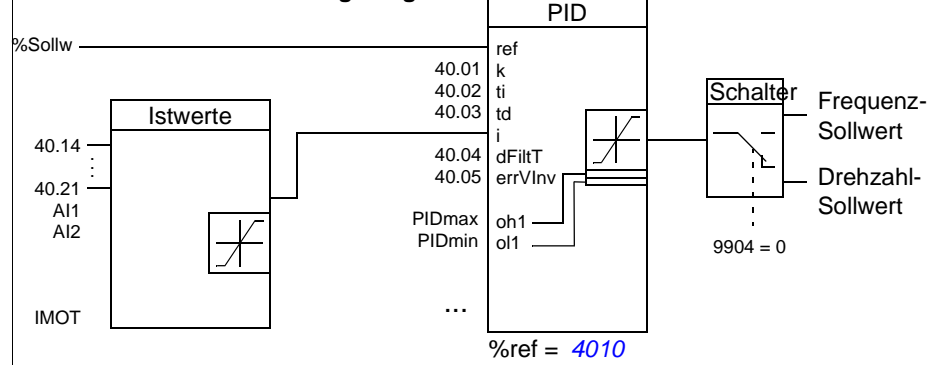 PID
%Sollw
ref
40.01 k
40.02 ti
Schalter
Frequenz-
Sollwert
Istwerte
40.03 td
i
40.14
40.04 dFiltT
40.05 errVInv
Drehzahl-
Sollwert
40.21
AI1
AI2
PIDmax oh1
PIDmin ol1
9904 = 0
IMOT
...
%ref = 4010